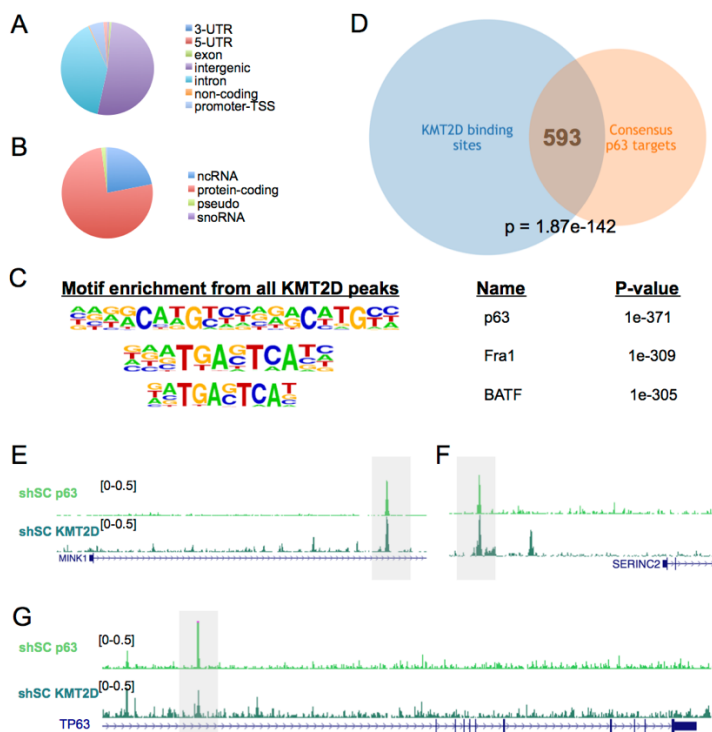 A
3-UTR
5-UTR
exon
intergenic
intron
non-coding
promoter-TSS
B
ncRNA
protein-coding
pseudo
snoRNA
D
KMT2D binding
sites
593
Consensus
p63 targets
p = 1.87e-142
C
Motif enrichment from all KMT2D peaks
Name P-value
p63 1e-371
Fra1 1e-309
BATF 1e-305
E
shSC p63 [0-0.5]
shSC KMT2D [0-0.5]
MINK1
F
SERINC2
G
shSC p63 [0-0.5]
shSC KMT2D [0-0.5]
TP63